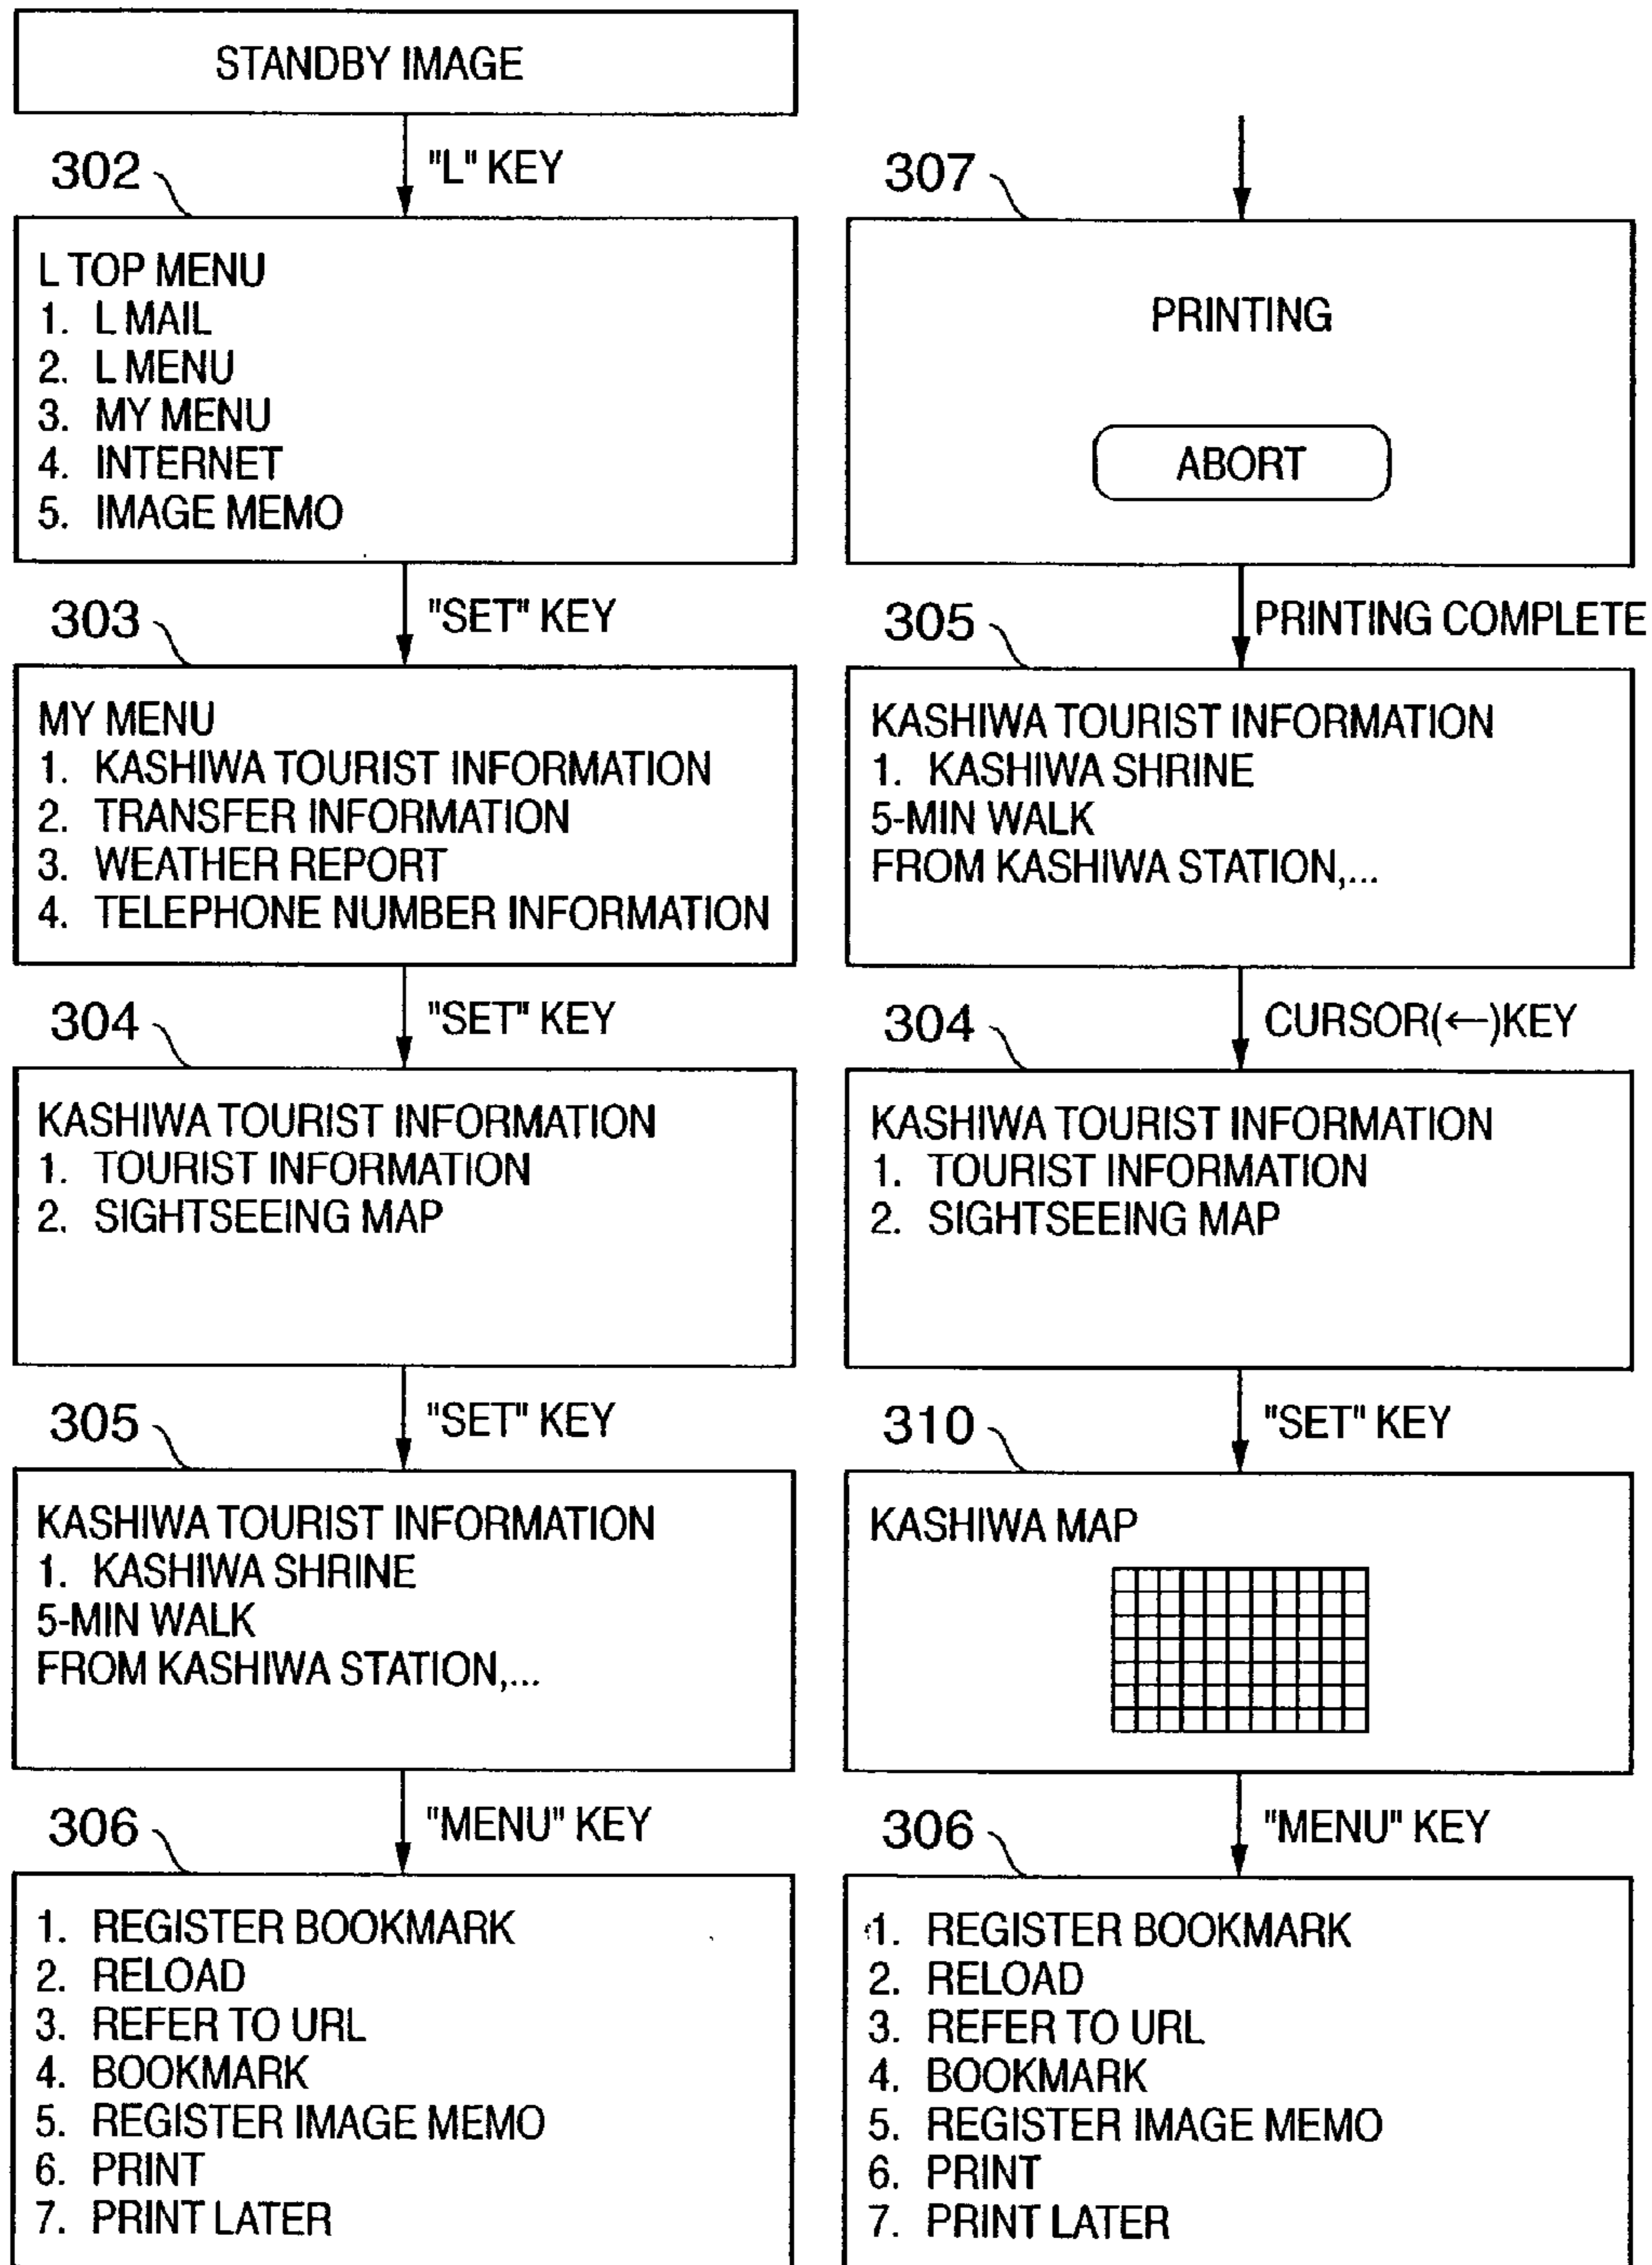 STANDBY IMAGE
"L" KEY
302
L TOP MENU
1. L MAIL
2. L MENU
3. MY MENU
4. INTERNET
5. IMAGE MEMO
"SET" KEY
303
MY MENU
1. KASHIWA TOURIST INFORMATION
2. TRANSFER INFORMATION
3. WEATHER REPORT
4. TELEPHONE NUMBER INFORMATION
"SET" KEY
304
KASHIWA TOURIST INFORMATION
1. TOURIST INFORMATION
2. SIGHTSEEING MAP
"SET" KEY
305
KASHIWA TOURIST INFORMATION
1. KASHIWA SHRINE
5-MIN WALK
FROM KASHIWA STATION,...
"MENU" KEY
306
1. REGISTER BOOKMARK
2. RELOAD
3. REFER TO URL
4. BOOKMARK
5. REGISTER IMAGE MEMO
6. PRINT
7. PRINT LATER
307
PRINTING
ABORT
PRINTING COMPLETE
305
KASHIWA TOURIST INFORMATION
1. KASHIWA SHRINE
5-MIN WALK
FROM KASHIWA STATION,...
CURSOR(←)KEY
304
KASHIWA TOURIST INFORMATION
1. TOURIST INFORMATION
2. SIGHTSEEING MAP
"SET" KEY
310
KASHIWA MAP
"MENU" KEY
306
1. REGISTER BOOKMARK
2. RELOAD
3. REFER TO URL
4. BOOKMARK
5. REGISTER IMAGE MEMO
6. PRINT
7. PRINT LATER